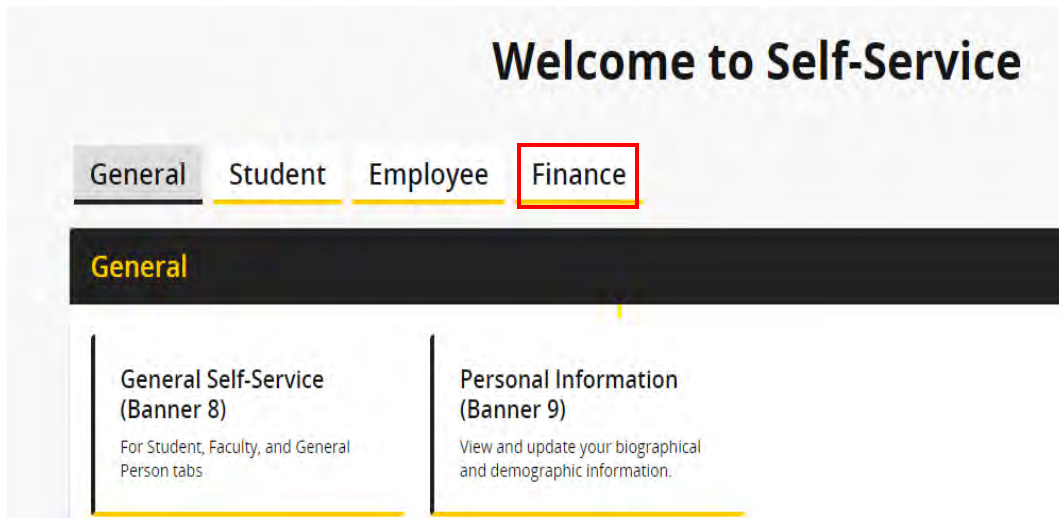 Welcome to Self-Service
General Student Employee Finance
General
General Self-Service
(Banner 8)
For Student, Faculty, and General
Person tabs
Personal Information
(Banner 9)
View and update your biographical
and demographic information.